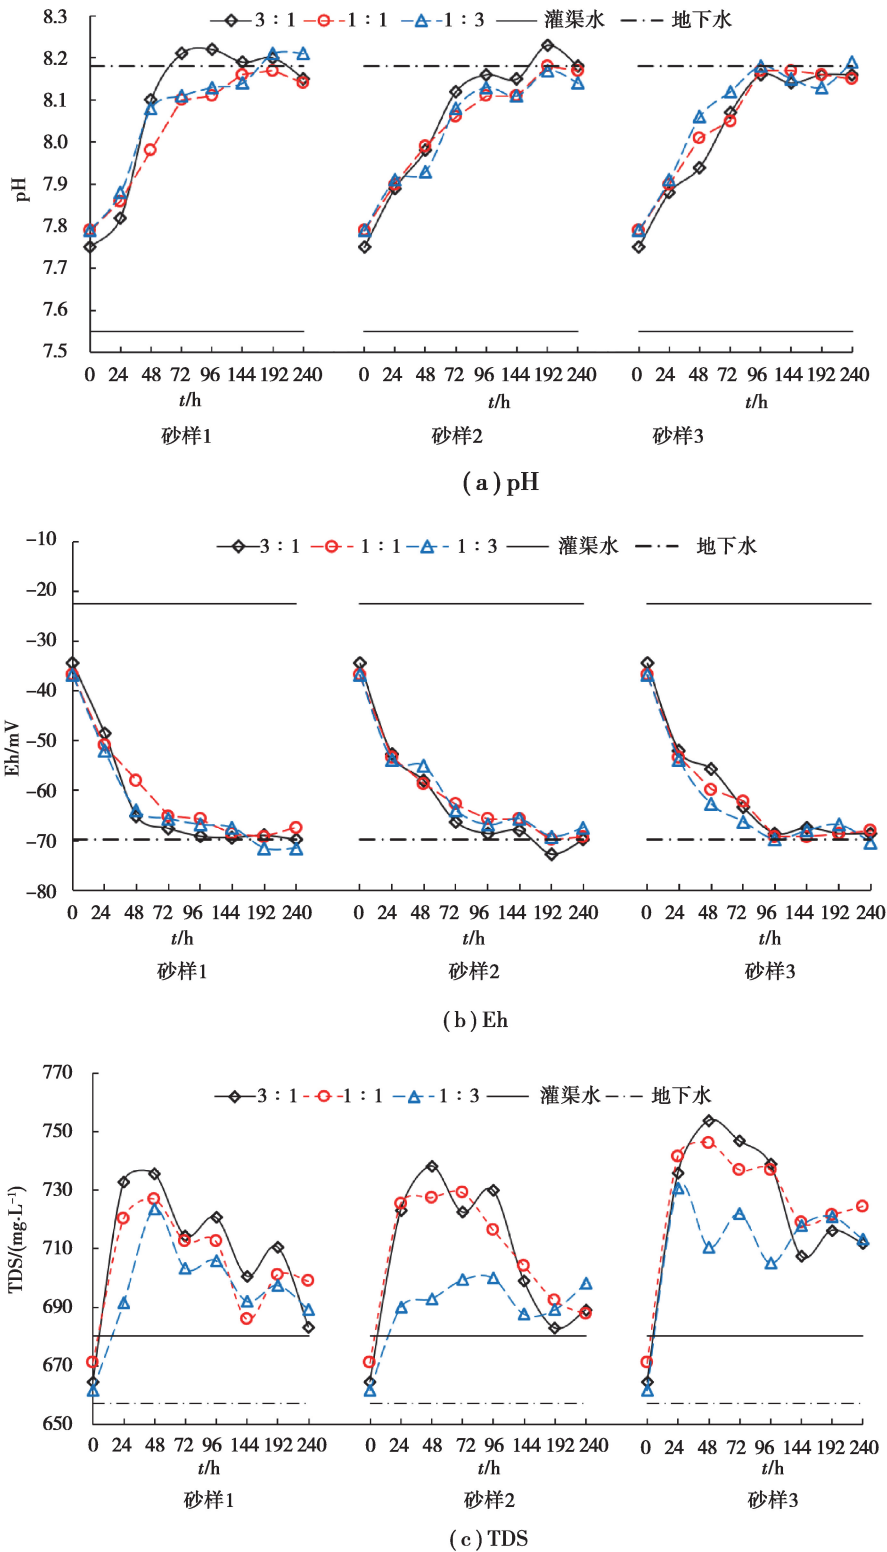 3∶1 1∶1 1∶3 灌渠水 地下水
8.3
8.2
8.1
8.0
7.9
7.8
7.7
7.6
7.5
pH
0 24 48 72 96 144 192 240 0 24 48 72 96 144 192 240 0 24 48 72 96 144 192 240
t/h t/h t/h
砂样1 砂样2 砂样3
(a)pH
3∶1 1∶1 1∶3 灌渠水 地下水
−10
−20
−30
−40
−50
−60
−70
−80
Eh/mV
0 24 48 72 96 144 192 240 0 24 48 72 96 144 192 240 0 24 48 72 96 144 192 240
t/h t/h t/h
砂样1 砂样2 砂样3
(b)Eh
3∶1 1∶1 1∶3 灌渠水 地下水
770
750
730
710
690
670
650
TDS/(mg·L⁻¹)
0 24 48 72 96 144 192 240 0 24 48 72 96 144 192 240 0 24 48 72 96 144 192 240
t/h t/h t/h
砂样1 砂样2 砂样3
(c)TDS